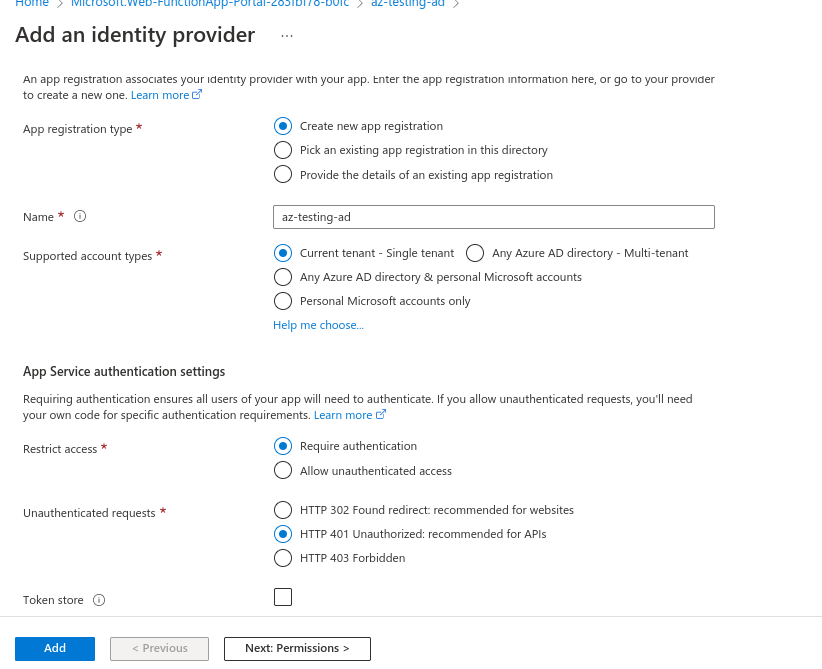 Home > Microsoft.Web-FunctionApp-Portal-283fbf78-b0fc > az-testing-ad >
Add an identity provider ...
An app registration associates your identity provider with your app. Enter the app registration information here, or go to your provider
to create a new one. Learn more
App registration type *
Create new app registration
Pick an existing app registration in this directory
Provide the details of an existing app registration
Name *
az-testing-ad
Supported account types *
Current tenant - Single tenant Any Azure AD directory - Multi-tenant
Any Azure AD directory & personal Microsoft accounts
Personal Microsoft accounts only
Help me choose...
App Service authentication settings
Requiring authentication ensures all users of your app will need to authenticate. If you allow unauthenticated requests, you'll need
your own code for specific authentication requirements. Learn more
Restrict access *
Require authentication
Allow unauthenticated access
Unauthenticated requests *
HTTP 302 Found redirect: recommended for websites
HTTP 401 Unauthorized: recommended for APIs
HTTP 403 Forbidden
Token store
Add < Previous Next: Permissions >